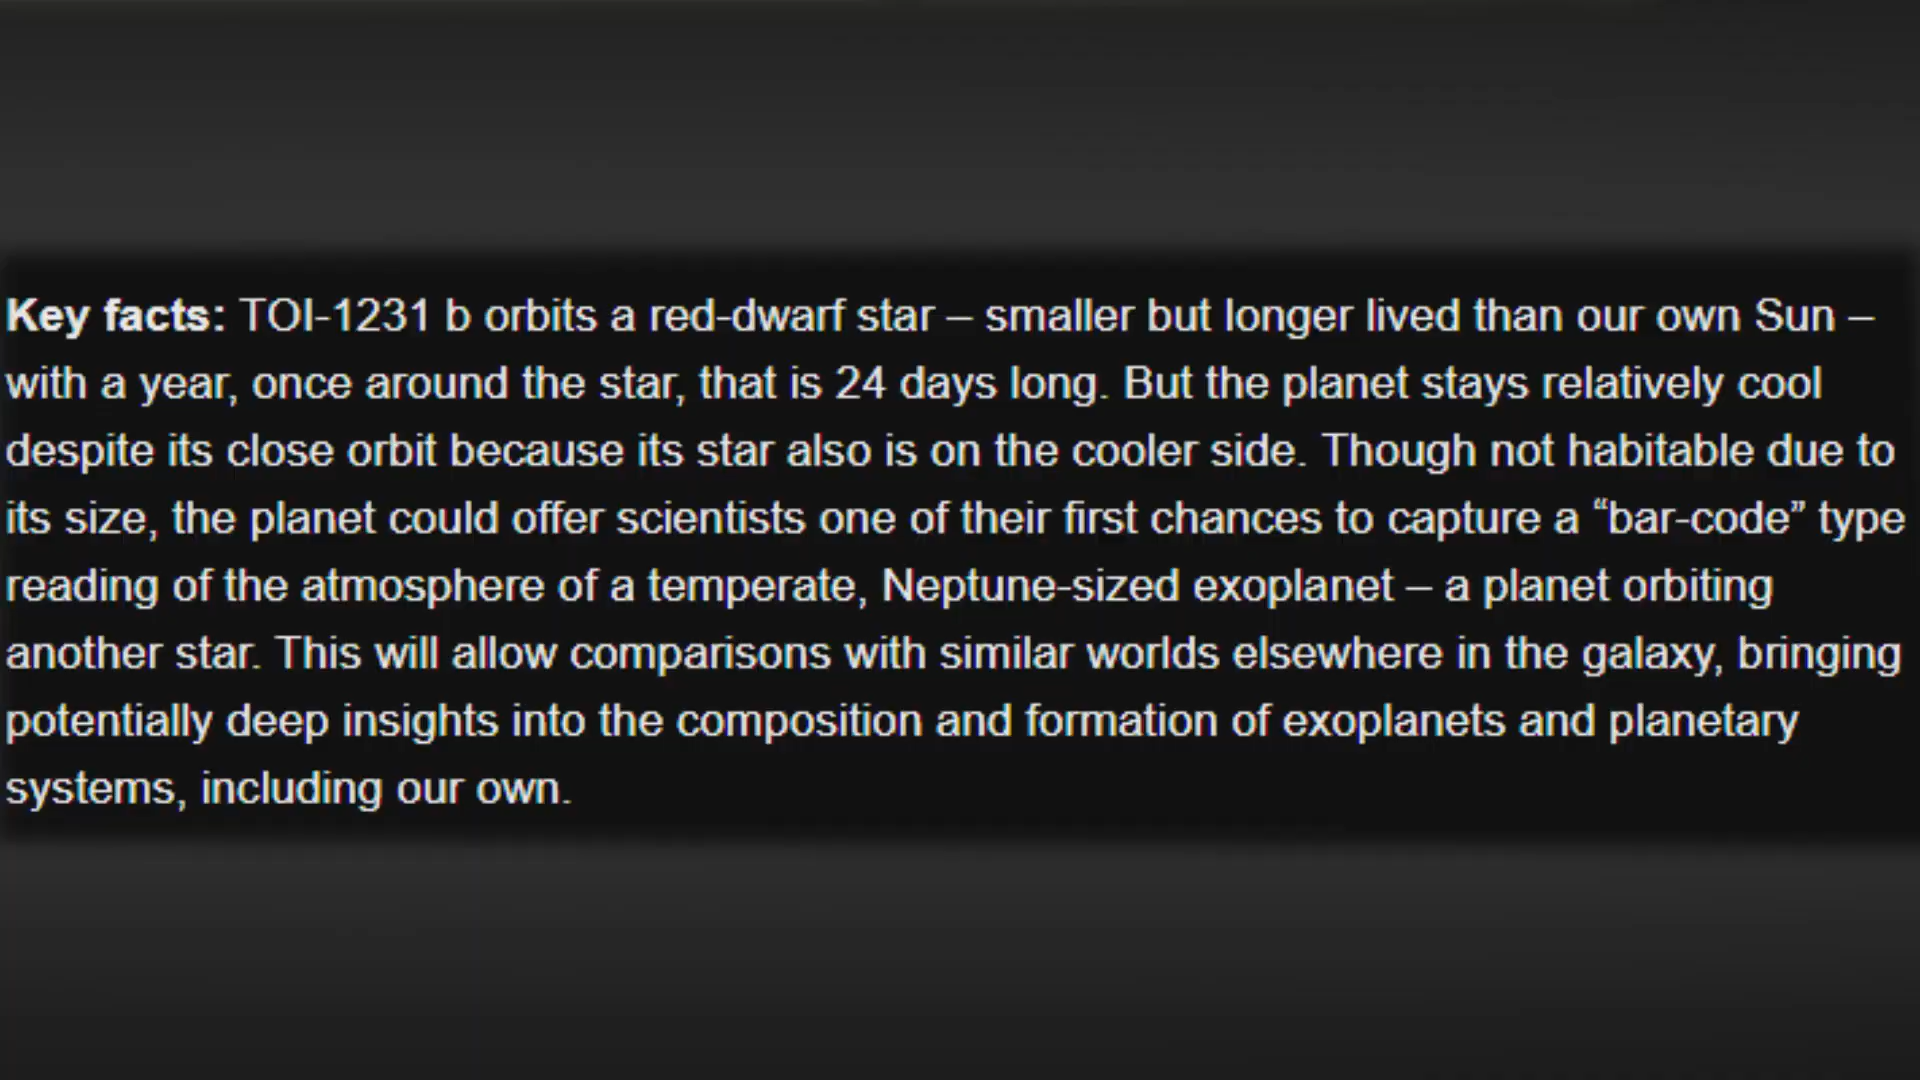 Key facts: TOI-1231 b orbits a red-dwarf star – smaller but longer lived than our own Sun –
with a year, once around the star, that is 24 days long. But the planet stays relatively cool
despite its close orbit because its star also is on the cooler side. Though not habitable due to
its size, the planet could offer scientists one of their first chances to capture a “bar-code” type
reading of the atmosphere of a temperate, Neptune-sized exoplanet – a planet orbiting
another star. This will allow comparisons with similar worlds elsewhere in the galaxy, bringing
potentially deep insights into the composition and formation of exoplanets and planetary
systems, including our own.